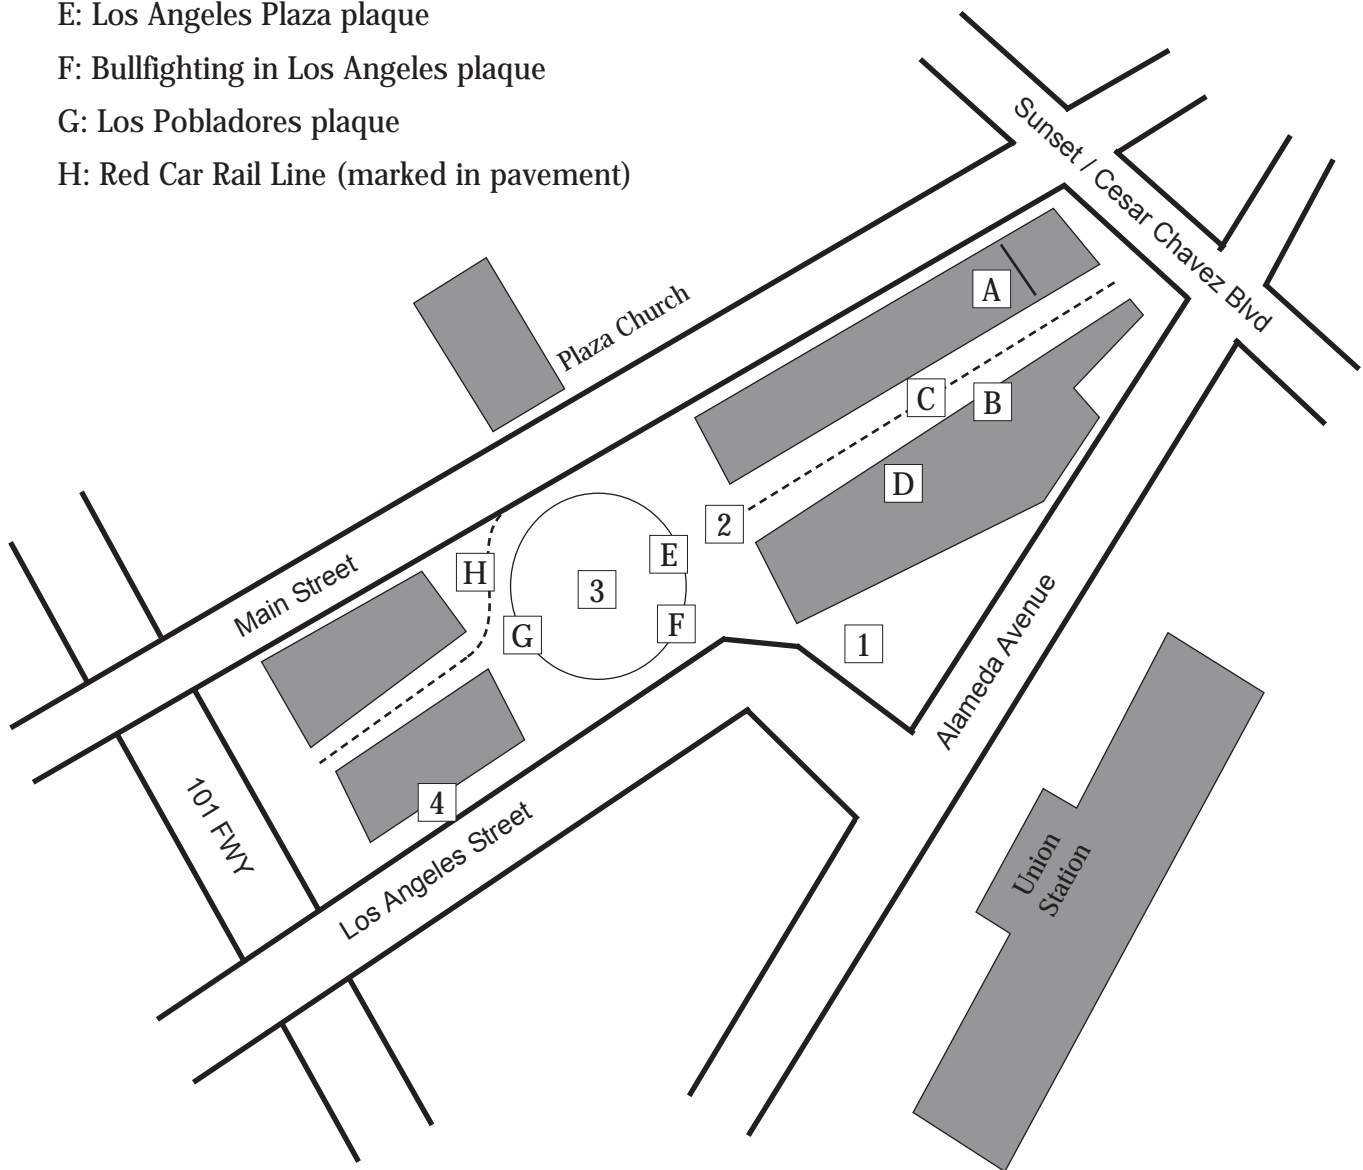 E: Los Angeles Plaza plaque
F: Bullfighting in Los Angeles plaque
G: Los Pobladores plaque
H: Red Car Rail Line (marked in pavement)
Sunset / Cesar Chavez Blvd
Plaza Church
A
C
B
D
2
E
H
3
F
G
1
Main Street
Alameda Avenue
4
101 FWY
Los Angeles Street
Union
Station